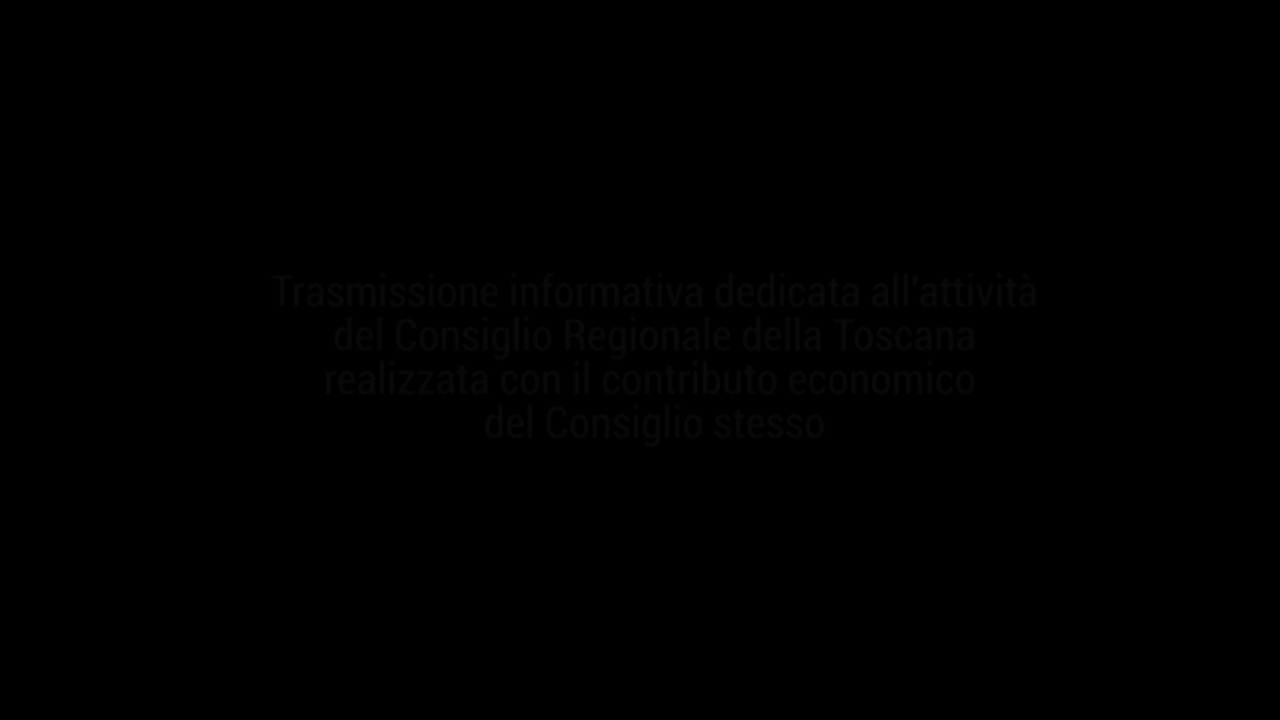 Trasmissione informativa dedicata all'attività
del Consiglio Regionale della Toscana
realizzata con il contributo economico
del Consiglio stesso